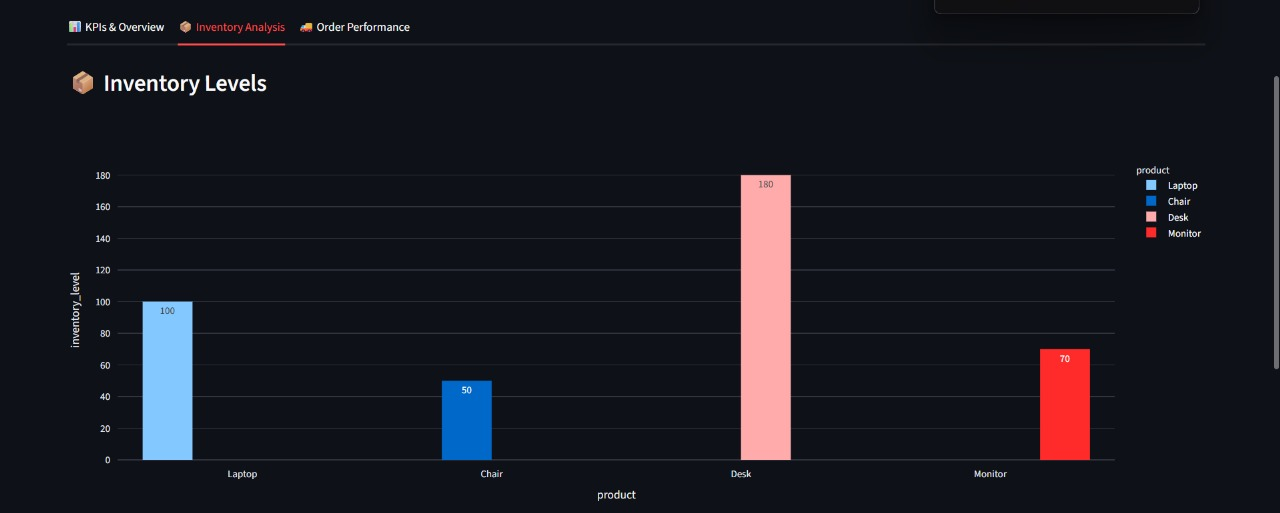 KPIs & Overview Inventory Analysis Order Performance
Inventory Levels
product
Laptop
Chair
Desk
Monitor
inventory_level
180
160
140
120
100
80
60
40
20
0
100
50
180
70
Laptop Chair Desk Monitor
product